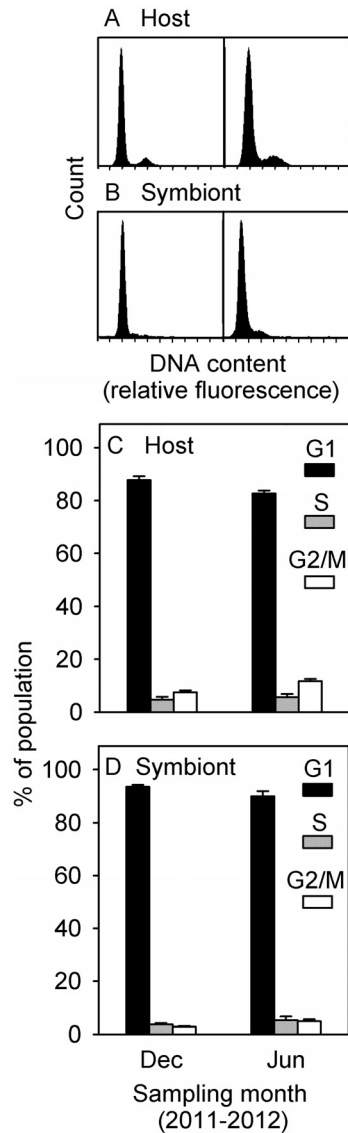 A Host
Count
B Symbiont
DNA content
(relative fluorescence)
% of population
100
80
60
40
20
0
C Host
G1
S
G2/M
100
80
60
40
20
0
D Symbiont
G1
S
G2/M
Dec Jun
Sampling month
(2011-2012)